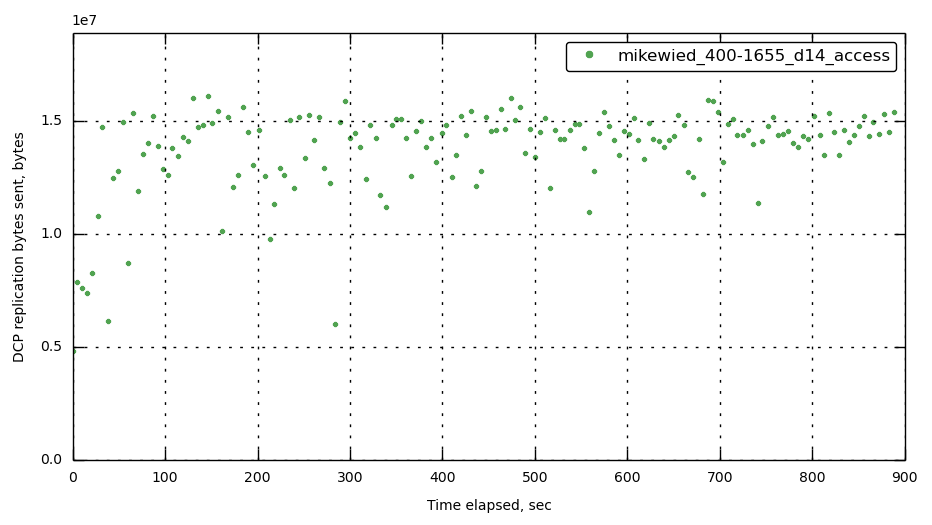 1e7
mikewied_400-1655_d14_access
1.5
1.0
0.5
0.0
DCP replication bytes sent, bytes
0 100 200 300 400 500 600 700 800 900
Time elapsed, sec